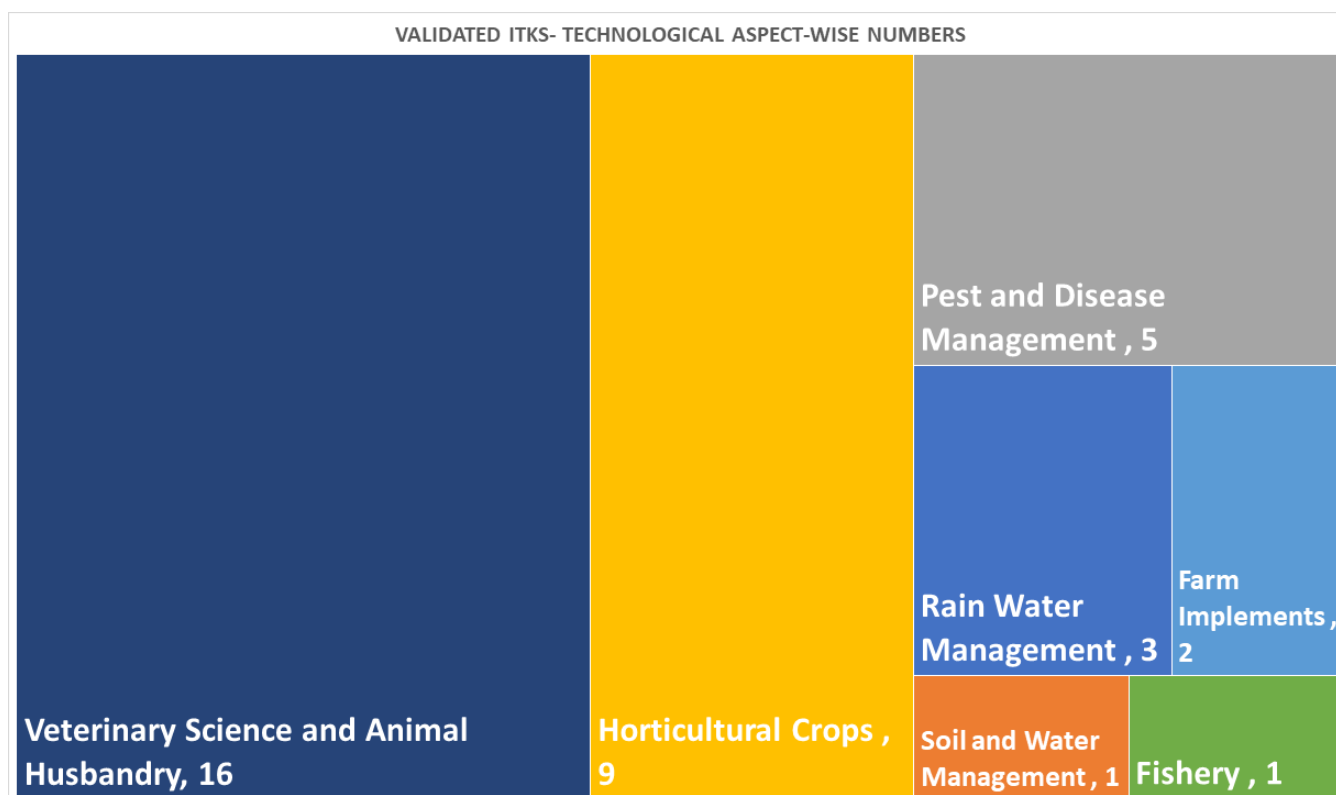 VALIDATED ITKS- TECHNOLOGICAL ASPECT-WISE NUMBERS
Veterinary Science and Animal
Husbandry, 16
Horticultural Crops ,
9
Pest and Disease
Management , 5
Rain Water
Management , 3
Farm
Implements ,
2
Soil and Water
Management , 1
Fishery , 1